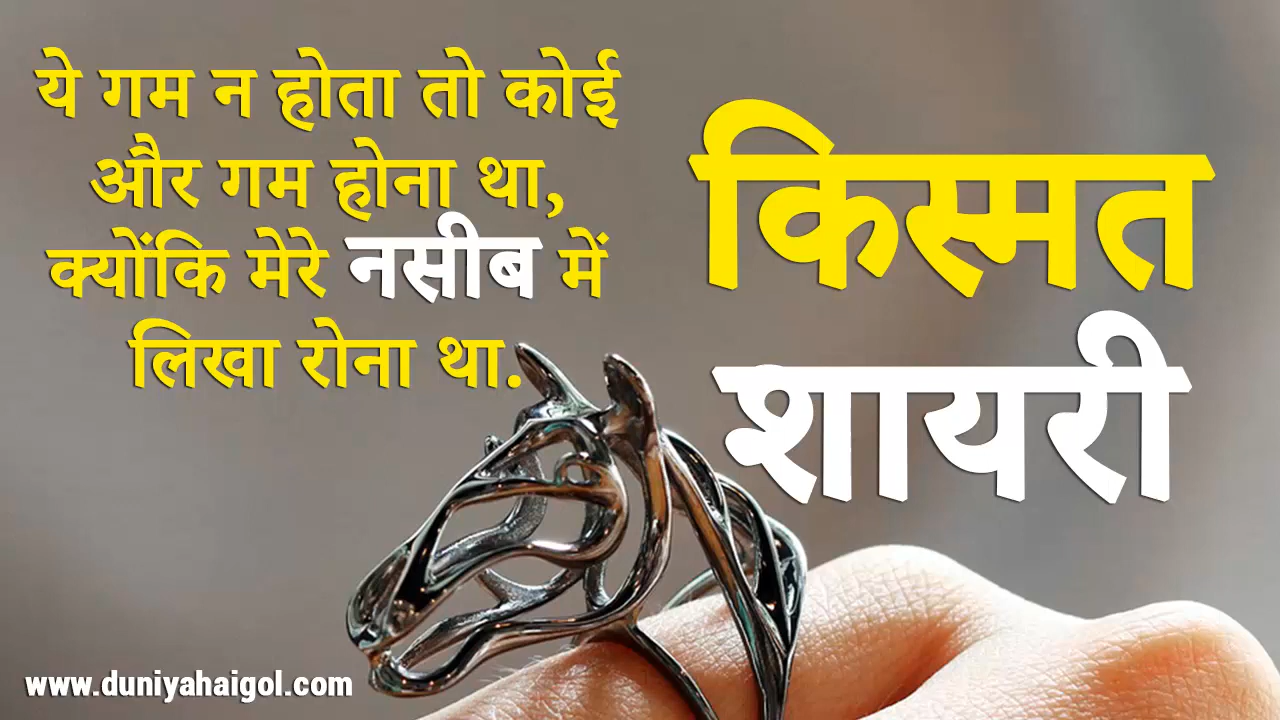 ये गम न होता तो कोई
और गम होना था,
क्योंकि मेरे नसीब में
लिखा रोना था.
किस्मत
शायरी
www.duniyahaigol.com